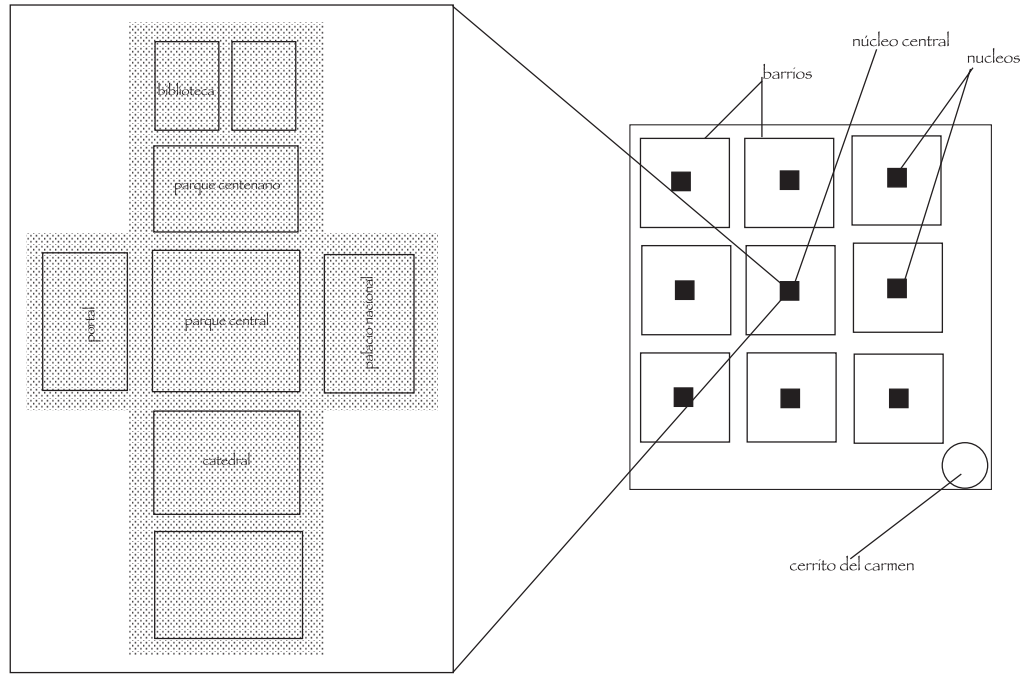 biblioteca
parque centenario
portal
parque central
palacio nacional
catedral
núcleo central
nucleos
barrios
cerrito del carmen